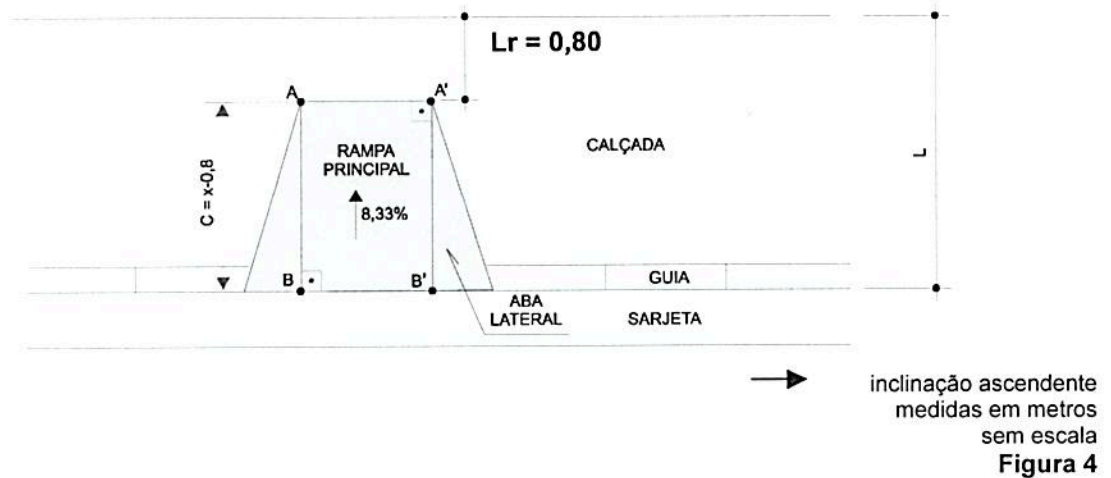 Lr = 0,80
A
A'
C = x-0,8
RAMPA
PRINCIPAL
8,33%
CALÇADA
L
B
B'
GUIA
ABA
LATERAL
SARJETA
inclinação ascendente
medidas em metros
sem escala
Figura 4